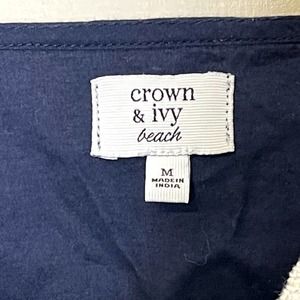 crown
& ivy
beach
M
MADE IN
INDIA